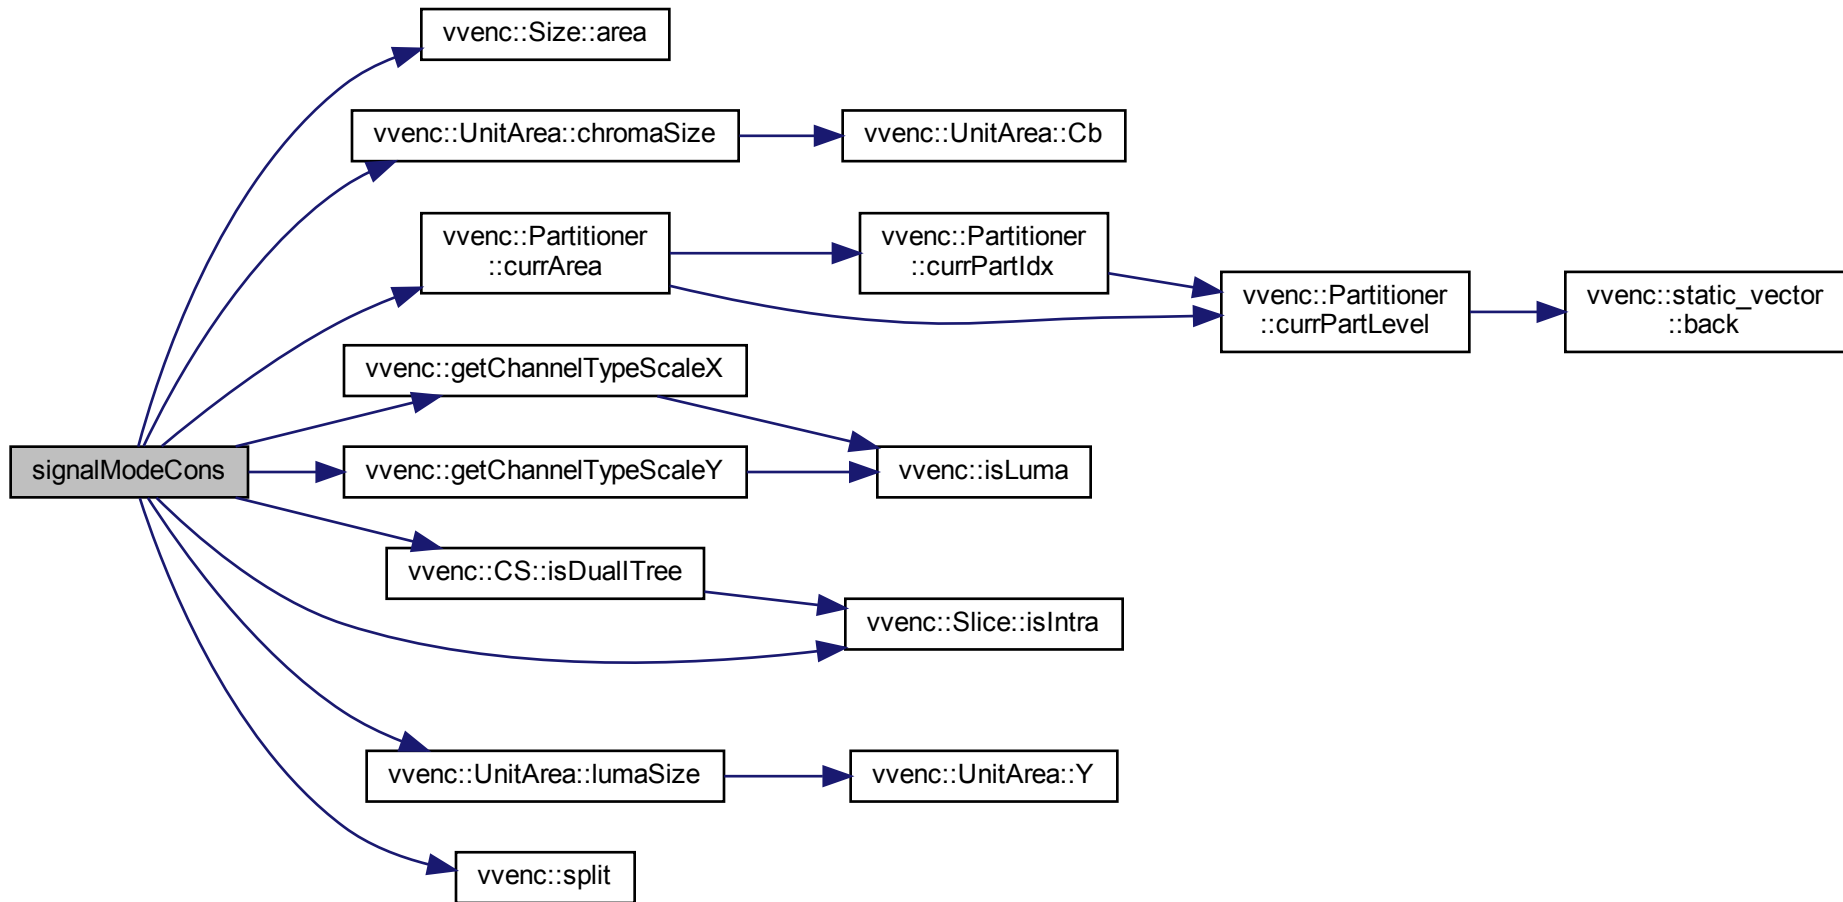 vvenc::Size::area
vvenc::UnitArea::chromaSize
vvenc::UnitArea::Cb
vvenc::Partitioner
::currArea
vvenc::Partitioner
::currPartIdx
vvenc::Partitioner
::currPartLevel
vvenc::static_vector
::back
vvenc::getChannelTypeScaleX
signalModeCons
vvenc::getChannelTypeScaleY
vvenc::isLuma
vvenc::CS::isDualITree
vvenc::Slice::isIntra
vvenc::UnitArea::lumaSize
vvenc::UnitArea::Y
vvenc::split